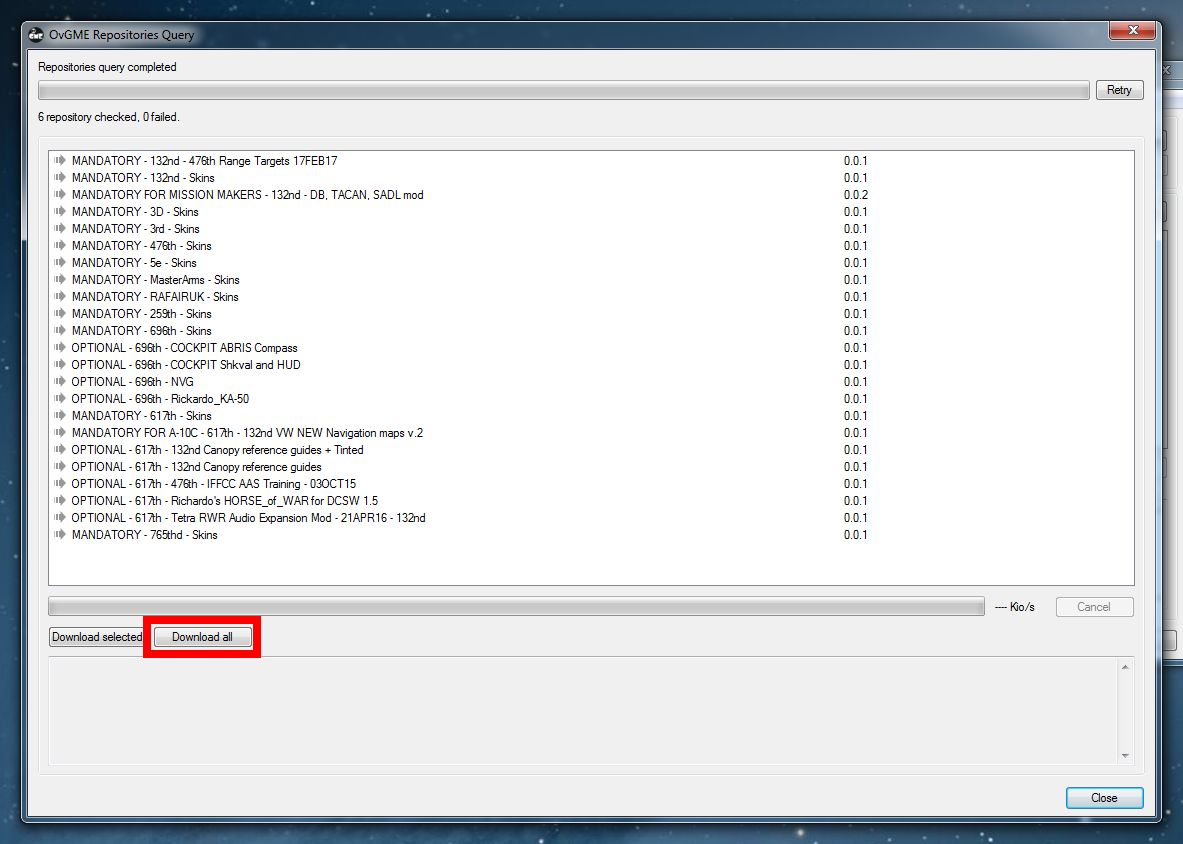 OvGME Repositories Query
Repositories query completed
Retry
6 repository checked, 0 failed.
MANDATORY - 132nd - 476th Range Targets 17FEB17 0.0.1
MANDATORY - 132nd - Skins 0.0.1
MANDATORY FOR MISSION MAKERS - 132nd - DB, TACAN, SADL mod 0.0.2
MANDATORY - 3D - Skins 0.0.1
MANDATORY - 3rd - Skins 0.0.1
MANDATORY - 476th - Skins 0.0.1
MANDATORY - 5e - Skins 0.0.1
MANDATORY - MasterArms - Skins 0.0.1
MANDATORY - RAFAIRUK - Skins 0.0.1
MANDATORY - 259th - Skins 0.0.1
MANDATORY - 696th - Skins 0.0.1
OPTIONAL - 696th - COCKPIT ABRIS Compass 0.0.1
OPTIONAL - 696th - COCKPIT Shkval and HUD 0.0.1
OPTIONAL - 696th - NVG 0.0.1
OPTIONAL - 696th - Rickardo_KA-50 0.0.1
MANDATORY - 617th - Skins 0.0.1
MANDATORY FOR A-10C - 617th - 132nd VW NEW Navigation maps v.2 0.0.1
OPTIONAL - 617th - 132nd Canopy reference guides + Tinted 0.0.1
OPTIONAL - 617th - 132nd Canopy reference guides 0.0.1
OPTIONAL - 617th - 476th - IFFCC AAS Training - 03OCT15 0.0.1
OPTIONAL - 617th - Richardo's HORSE_of_WAR for DCSW 1.5 0.0.1
OPTIONAL - 617th - Tetra RWR Audio Expansion Mod - 21APR16 - 132nd 0.0.1
MANDATORY - 765thd - Skins 0.0.1
---- Kio/s Cancel
Download selected Download all
Close